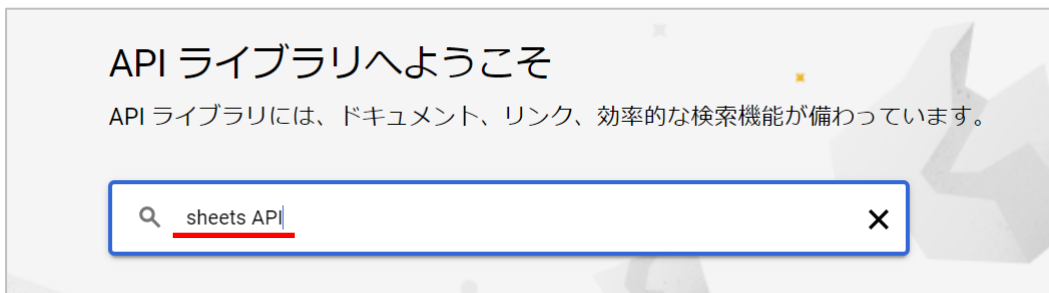 API ライブラリへようこそ
API ライブラリには、ドキュメント、リンク、効率的な検索機能が備わっています。
sheets API